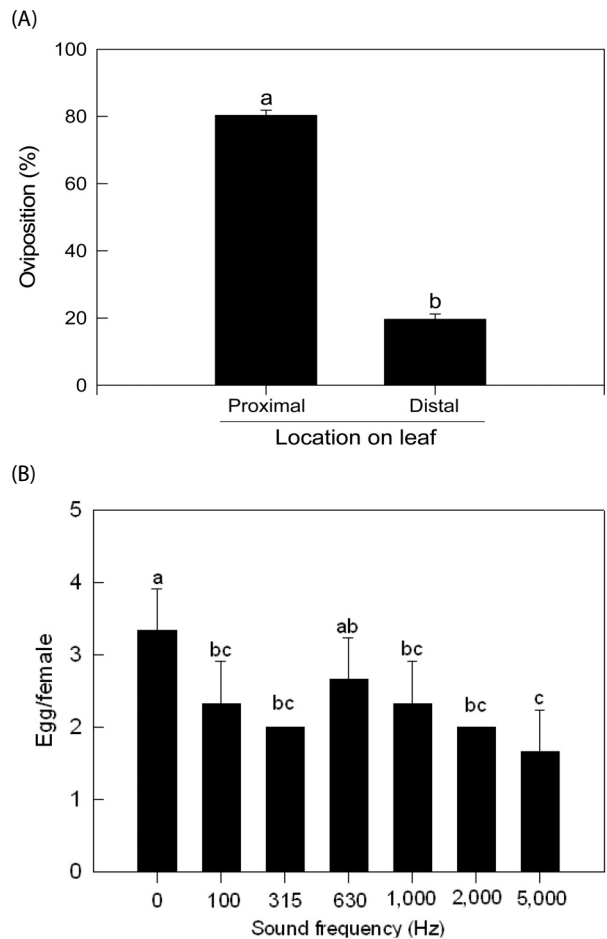 (A)
100
80
60
40
20
0
Oviposition (%)
a
b
Proximal Distal
Location on leaf
(B)
5
4
3
2
1
0
Egg/female
a
bc
bc
ab
bc
bc
c
0 100 315 630 1,000 2,000 5,000
Sound frequency (Hz)